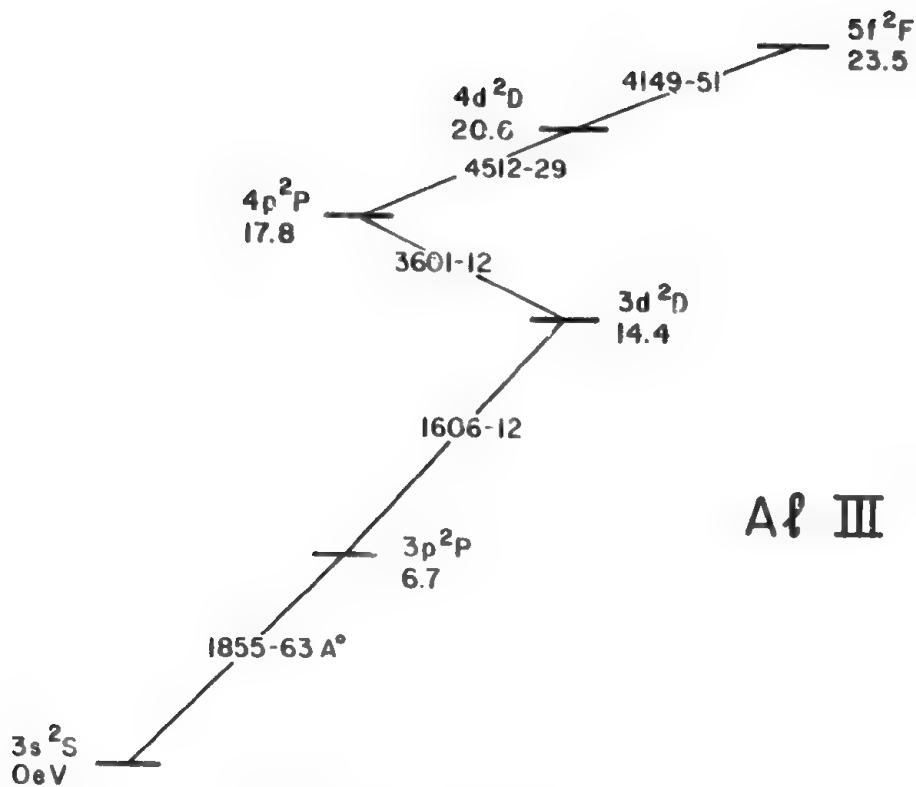 5f ²F
23.5
4149-51
4d ²D
20.6
4512-29
4p ²P
17.8
3601-12
3d ²D
14.4
1606-12
Aℓ III
3p ²P
6.7
1855-63 A°
3s ²S
0eV